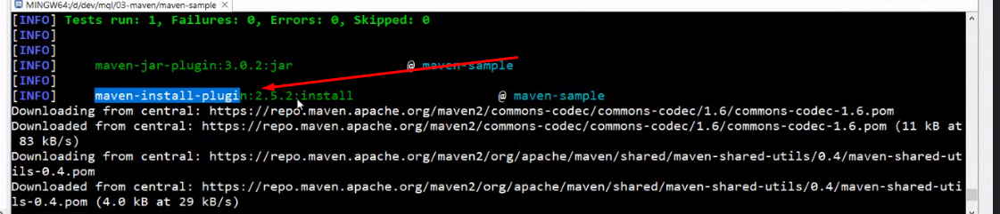 MINGW64:/d/dev/mql/03-maven/maven-sample
[INFO] Tests run: 1, Failures: 0, Errors: 0, Skipped: 0
[INFO]
[INFO]
[INFO] maven-jar-plugin:3.0.2:jar @ maven-sample
[INFO]
[INFO] maven-install-plugin:2.5.2:install @ maven-sample
Downloading from central: https://repo.maven.apache.org/maven2/commons-codec/commons-codec/1.6/commons-codec-1.6.pom
Downloaded from central: https://repo.maven.apache.org/maven2/commons-codec/commons-codec/1.6/commons-codec-1.6.pom (11 kB at
83 kB/s)
Downloading from central: https://repo.maven.apache.org/maven2/org/apache/maven/shared/maven-shared-utils/0.4/maven-shared-ut
ils-0.4.pom
Downloaded from central: https://repo.maven.apache.org/maven2/org/apache/maven/shared/maven-shared-utils/0.4/maven-shared-uti
ls-0.4.pom (4.0 kB at 29 kB/s)